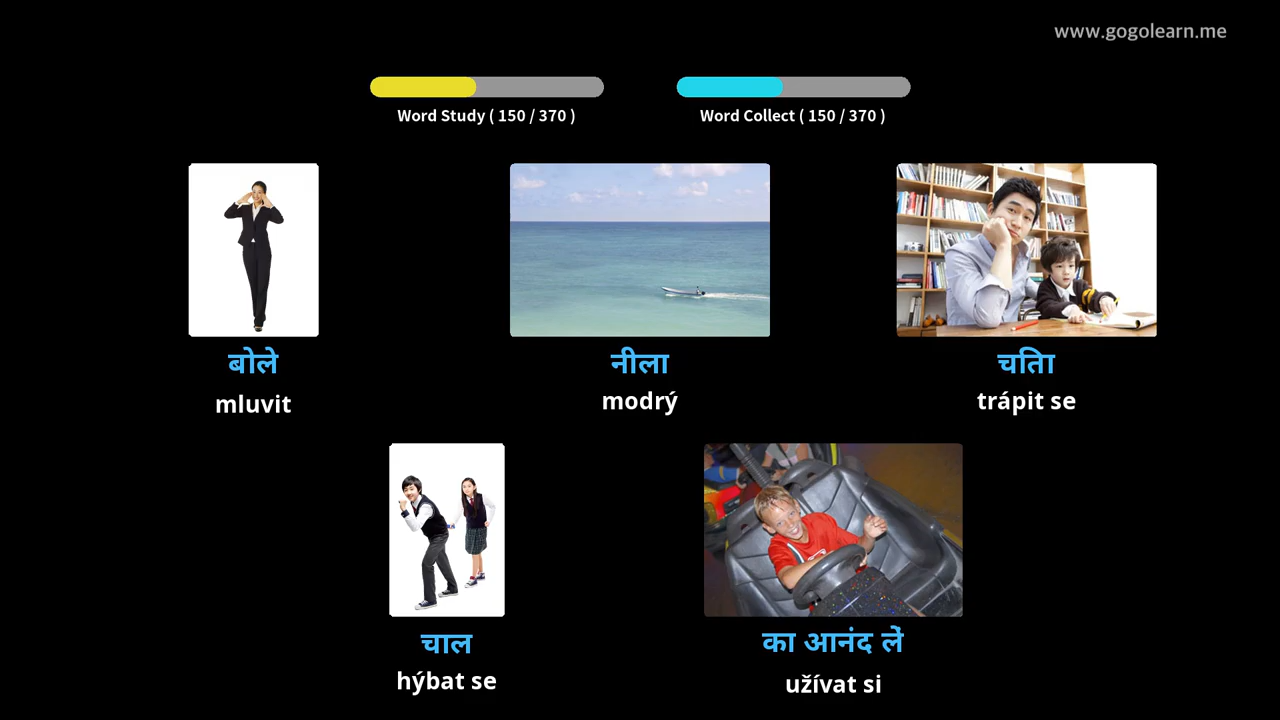 www.gogolearn.me
Word Study ( 150 / 370 )
Word Collect ( 150 / 370 )
बोले
mluvit
नीला
modrý
चतिा
trápit se
चाल
hýbat se
का आनंद लें
užívat si